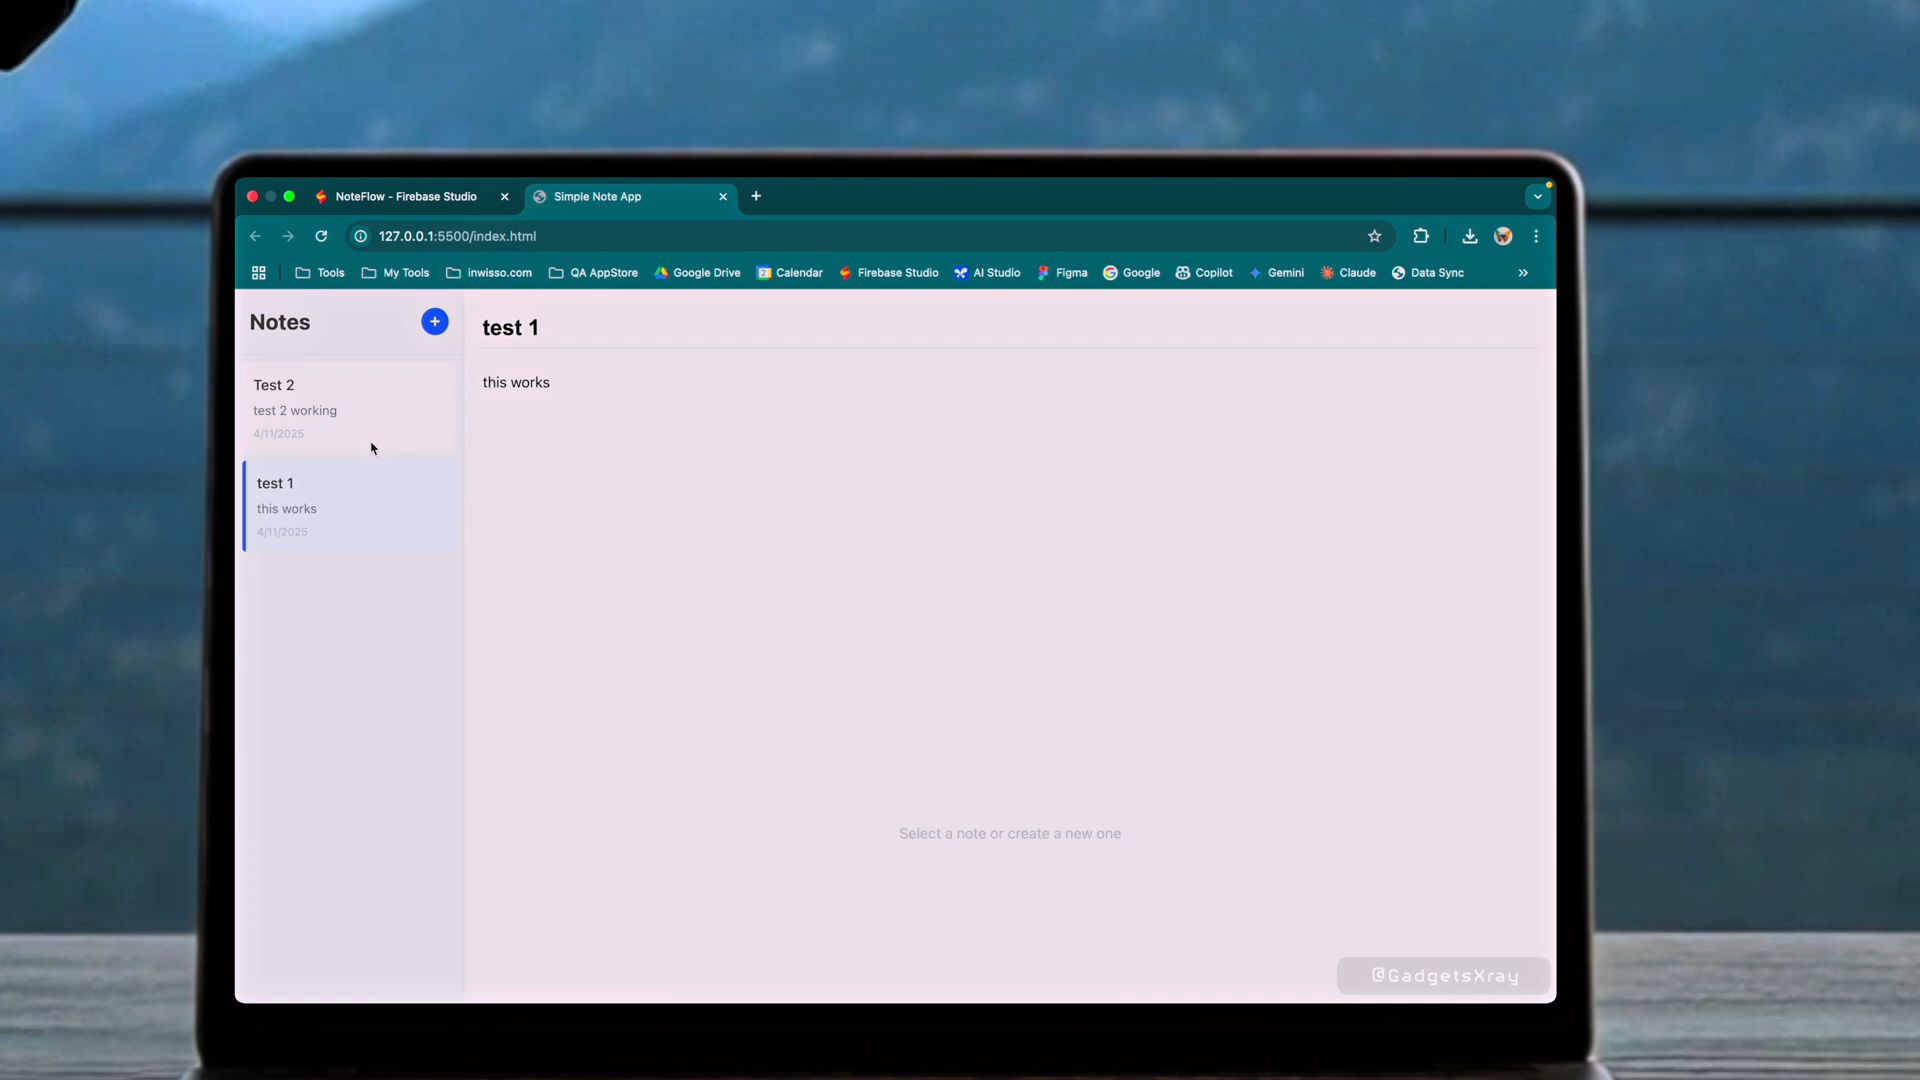 NoteFlow - Firebase Studio
Simple Note App
127.0.0.1:5500/index.html
Tools My Tools inwisso.com QA AppStore Google Drive 2 Calendar Firebase Studio AI Studio Figma Google Copilot Gemini Claude Data Sync
Notes
Test 2
test 2 working
4/11/2025
test 1
this works
4/11/2025
test 1
this works
Select a note or create a new one
@GadgetsXray